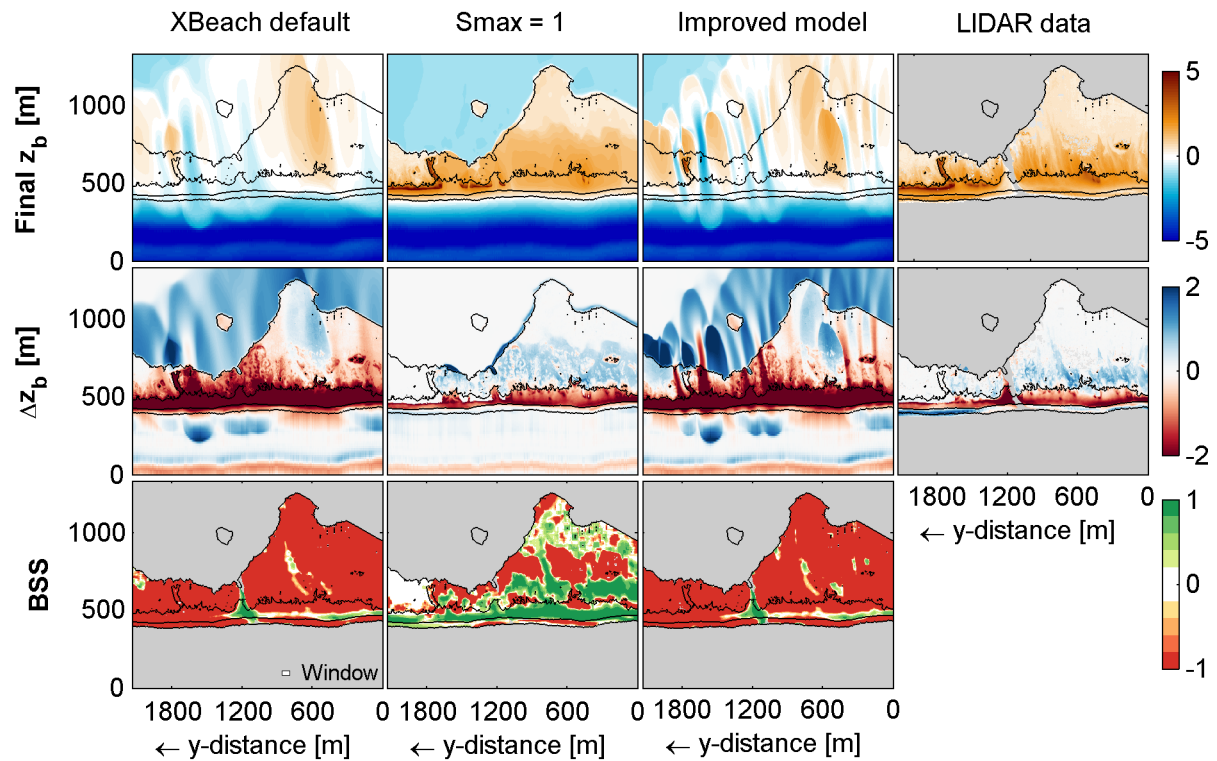 XBeach default Smax = 1 Improved model LIDAR data
Final z_b [m]
1000
500
0
5
0
-5
Δz_b [m]
1000
500
0
2
0
-2
1800 1200 600 0
← y-distance [m]
BSS
1000
500
0
Window
1
0
-1
1800 1200 600 0 1800 1200 600 0 1800 1200 600 0
← y-distance [m] ← y-distance [m] ← y-distance [m]